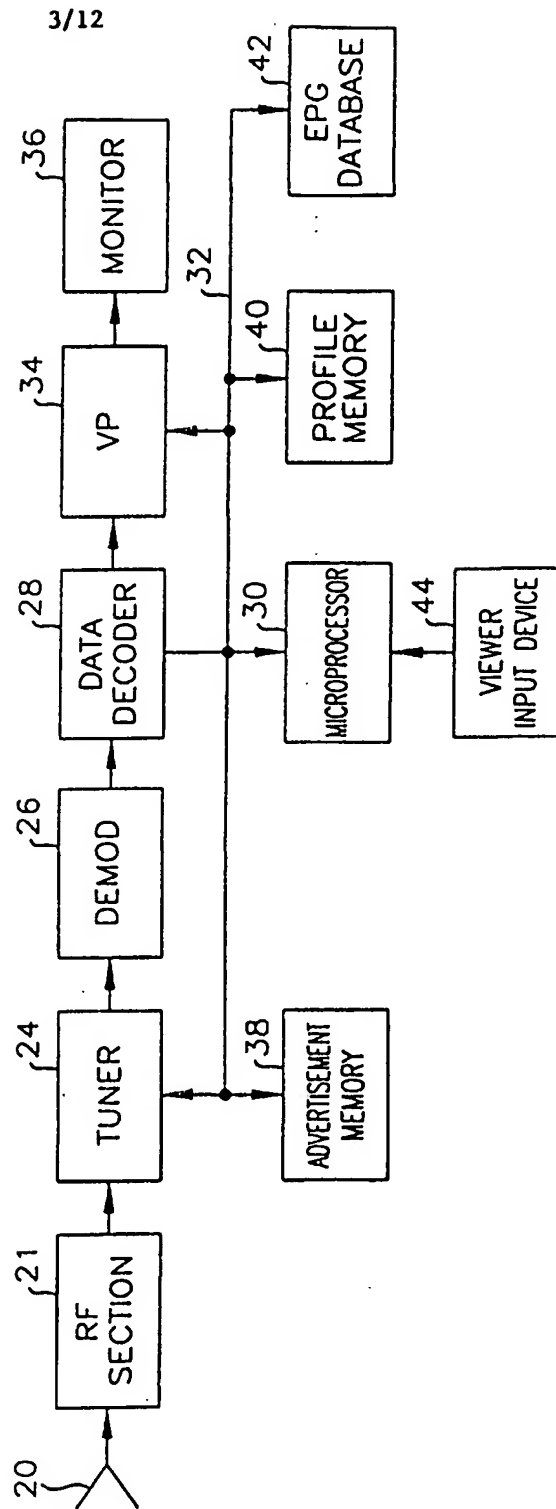 3/12
20
21
RF
SECTION
24
TUNER
26
DEMOD
28
DATA
DECODER
34
VP
36
MONITOR
32
38
ADVERTISEMENT
MEMORY
30
MICROPROCESSOR
44
VIEWER
INPUT DEVICE
40
PROFILE
MEMORY
42
EPG
DATABASE